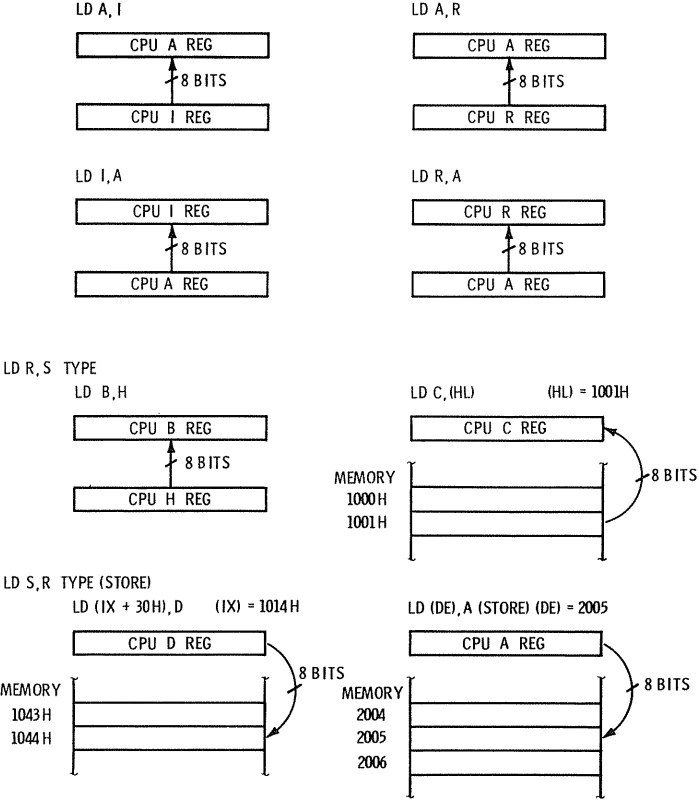 LD A,I
LD A,R
CPU A REG
CPU A REG
8 BITS
8 BITS
CPU I REG
CPU R REG
LD I,A
LD R,A
CPU I REG
CPU R REG
8 BITS
8 BITS
CPU A REG
CPU A REG
LD R,S TYPE
LD B,H
LD C,(HL) (HL) = 1001H
CPU B REG
CPU C REG
8 BITS
8 BITS
MEMORY
CPU H REG
1000H
1001H
LD S,R TYPE (STORE)
LD (IX + 30H),D (IX) = 1014H
LD (DE),A (STORE) (DE) = 2005
CPU D REG
CPU A REG
8 BITS
8 BITS
MEMORY
MEMORY
1043H
2004
1044H
2005
2006